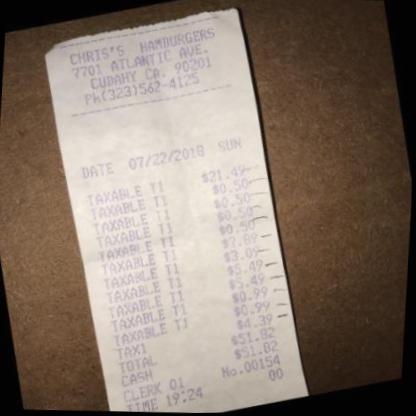 CHRIS'S HAMBURGERS
7701 ATLANTIC AVE.
CUDAHY CA. 90201
Ph(323)562-4125
DATE 07/22/2018 SUN
TAXABLE T1 $21.49
TAXABLE T1 $0.50
TAXABLE T1 $0.50
TAXABLE T1 $0.50
TAXABLE T1 $0.50
TAXABLE T1 $7.89
TAXABLE T1 $3.09
TAXABLE T1 $5.49
TAXABLE T1 $5.49
TAXABLE T1 $0.99
TAXABLE T1 $0.99
TAX1 $4.39
TOTAL $51.82
CASH $51.82
CLERK 01 No.00154
TIME 19:24 00